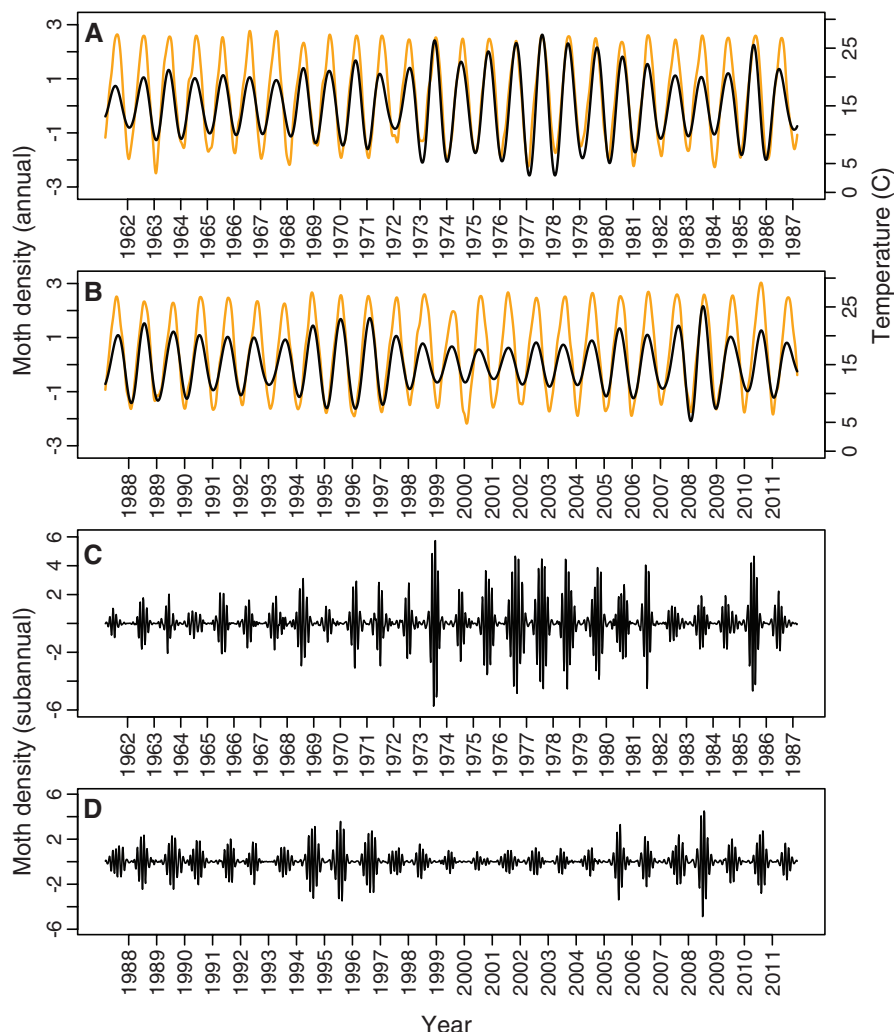 A
3
1
-1
-3
25
15
5
0
1962 1963 1964 1965 1966 1967 1968 1969 1970 1971 1972 1973 1974 1975 1976 1977 1978 1979 1980 1981 1982 1983 1984 1985 1986 1987
Moth density (annual)
Temperature (C)
B
3
1
-1
-3
25
15
5
0
1988 1989 1990 1991 1992 1993 1994 1995 1996 1997 1998 1999 2000 2001 2002 2003 2004 2005 2006 2007 2008 2009 2010 2011
C
6
4
2
-2
-6
1962 1963 1964 1965 1966 1967 1968 1969 1970 1971 1972 1973 1974 1975 1976 1977 1978 1979 1980 1981 1982 1983 1984 1985 1986 1987
Moth density (subannual)
D
6
2
-2
-6
1988 1989 1990 1991 1992 1993 1994 1995 1996 1997 1998 1999 2000 2001 2002 2003 2004 2005 2006 2007 2008 2009 2010 2011
Year